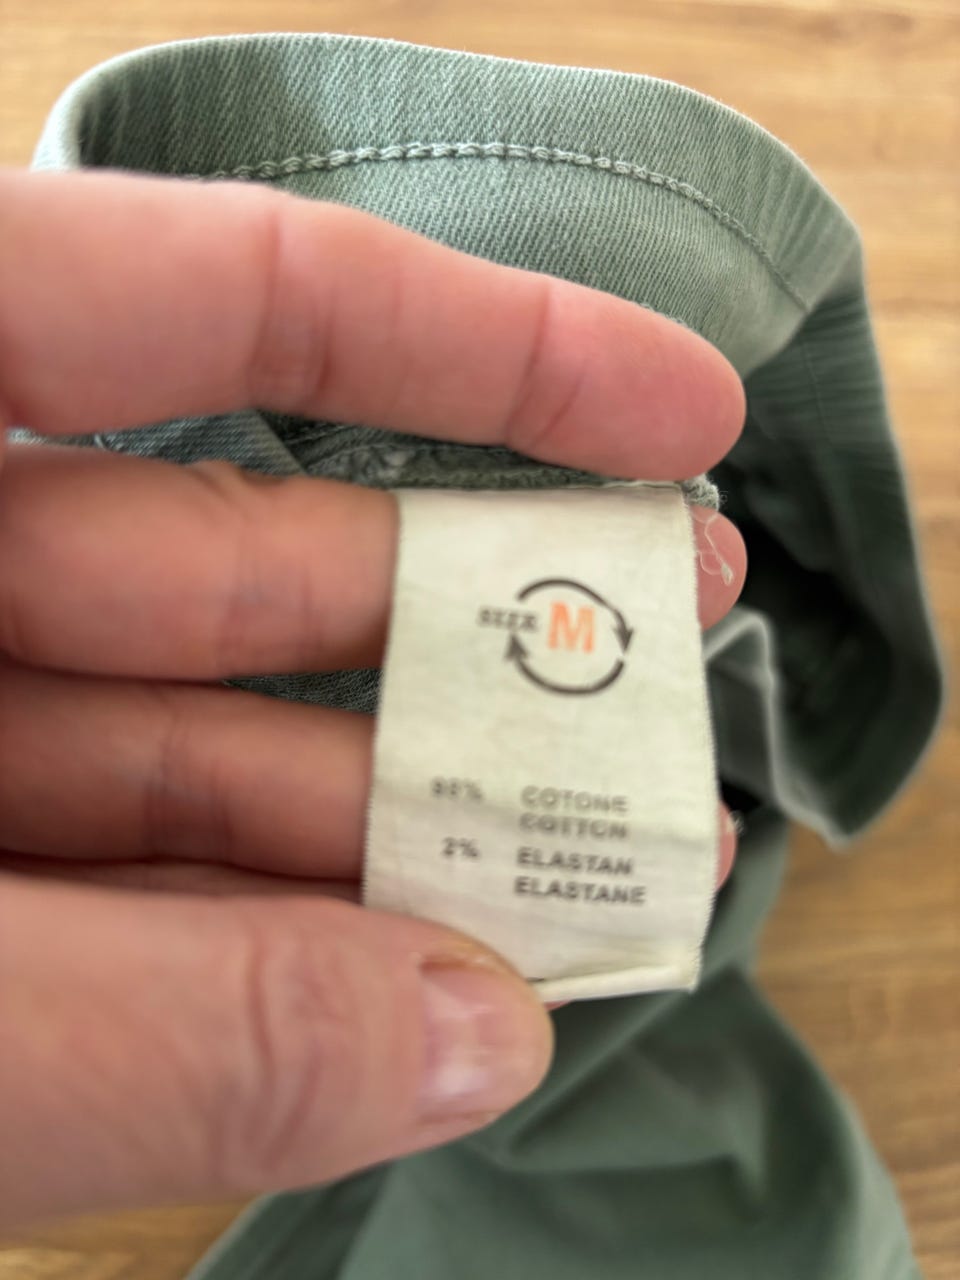 SIZE M
COTONE
COTTON
2% ELASTAN
ELASTANE